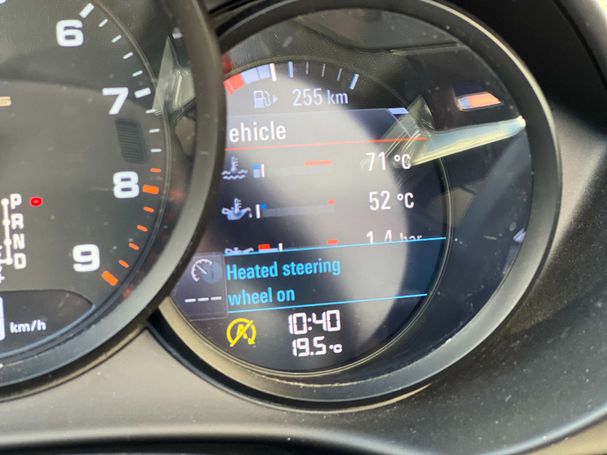 6
7
8
9
P
R
N
D
km/h
255 km
ehicle
71 °C
52 °C
Heated steering
wheel on
---
10:40
19.5 °C